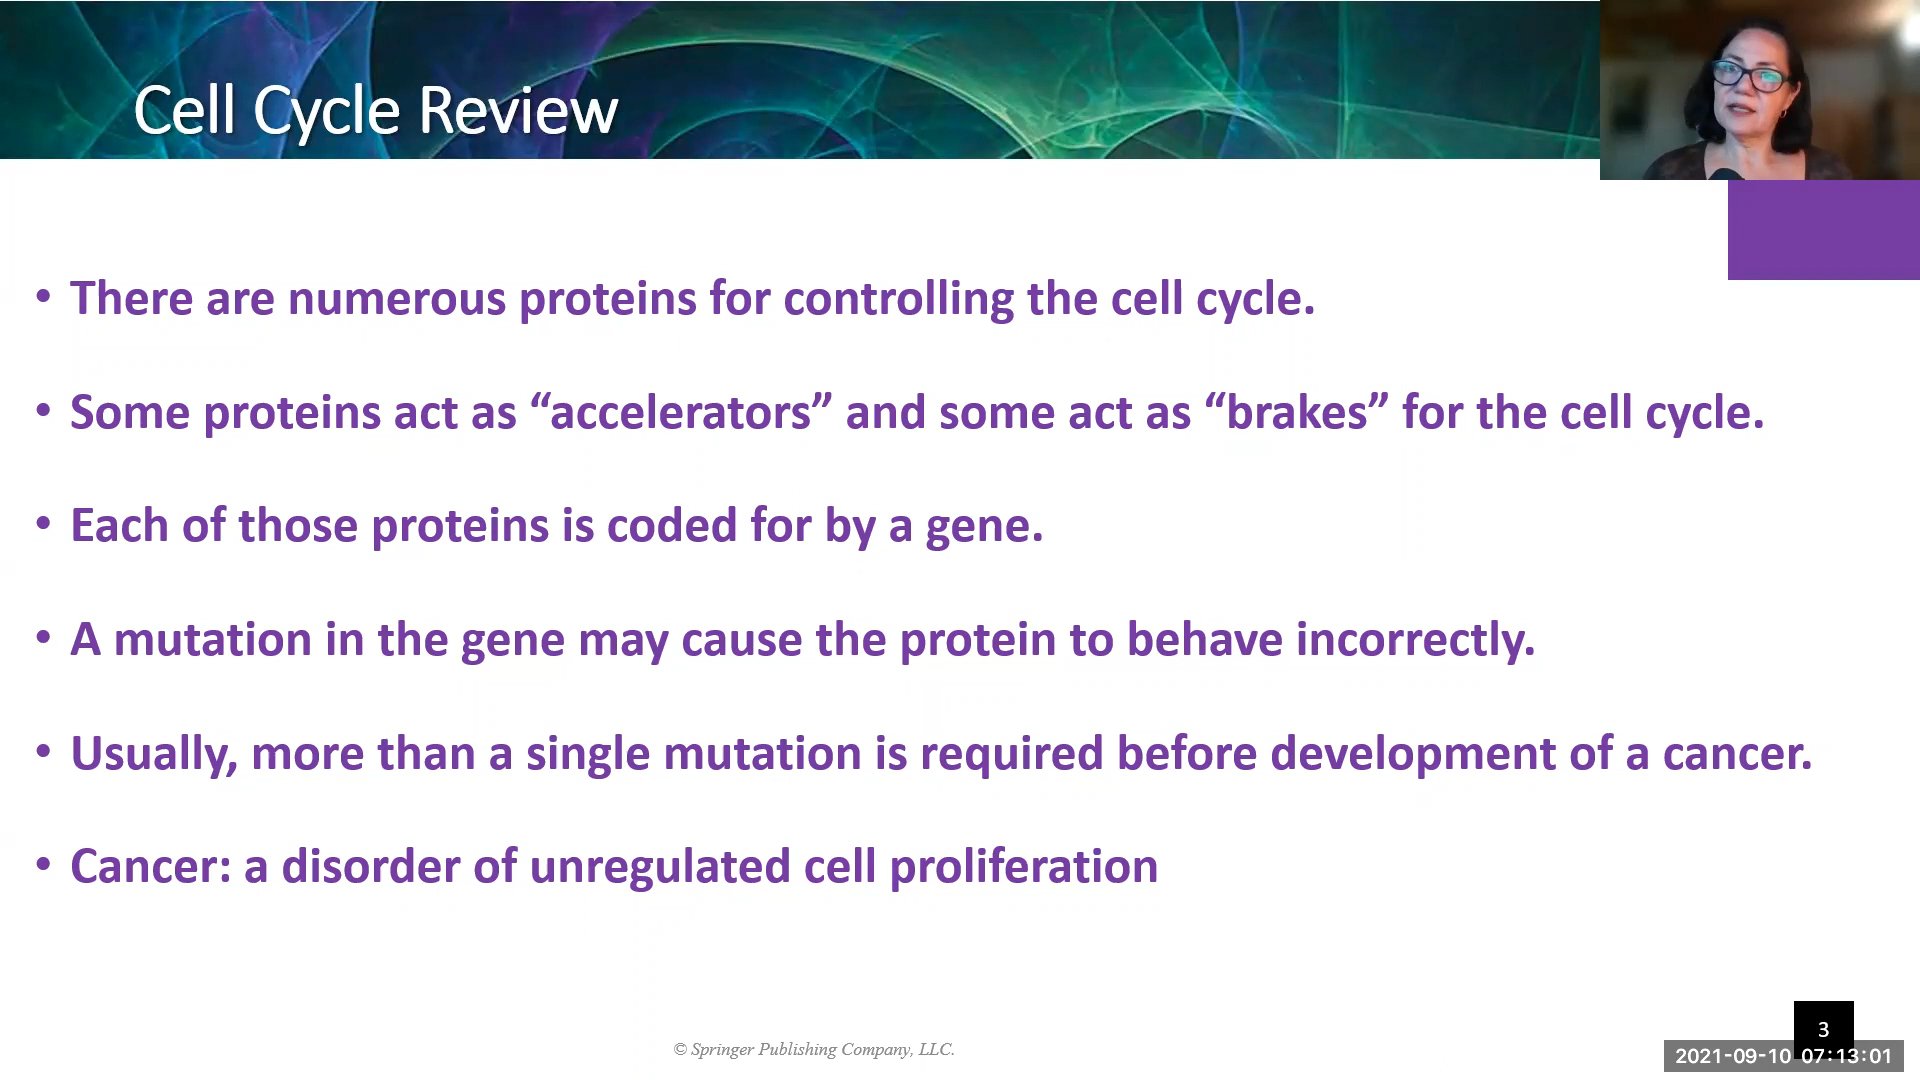 Cell Cycle Review
• There are numerous proteins for controlling the cell cycle.
• Some proteins act as “accelerators” and some act as “brakes” for the cell cycle.
• Each of those proteins is coded for by a gene.
• A mutation in the gene may cause the protein to behave incorrectly.
• Usually, more than a single mutation is required before development of a cancer.
• Cancer: a disorder of unregulated cell proliferation
© Springer Publishing Company, LLC.
3
2021-09-10 07:13:01